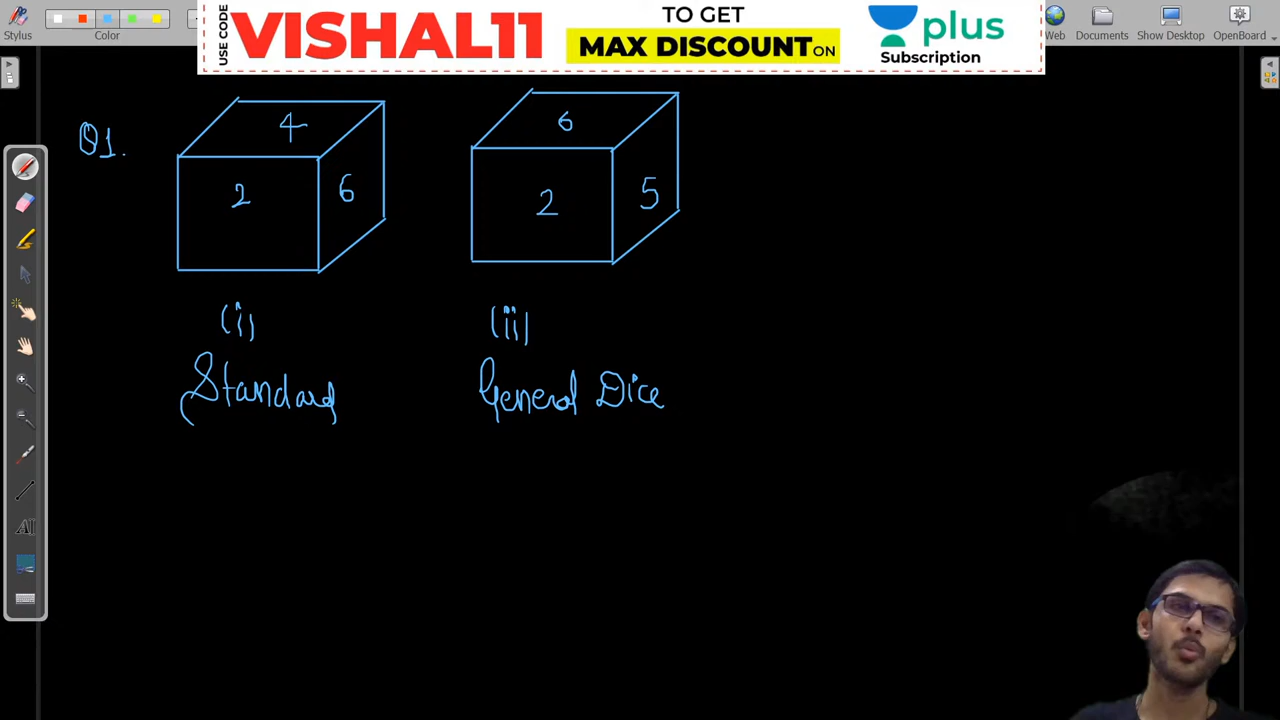 Stylus
Color
USE CODE
VISHAL11
TO GET
MAX DISCOUNT ON
plus
Subscription
Web
Documents
Show Desktop
OpenBoard
Q1.
4
2
6
6
2
5
(i)
(ii)
Standard
General Dice